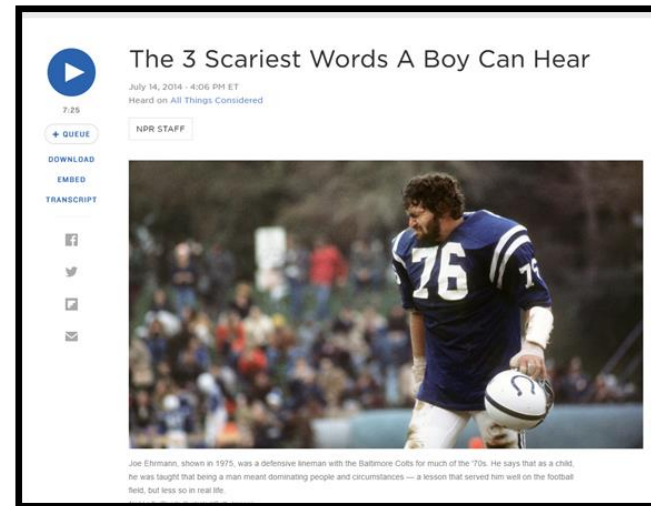 The 3 Scariest Words A Boy Can Hear
July 14, 2014 · 4:06 PM ET
Heard on All Things Considered
7:25
NPR STAFF
+ QUEUE
DOWNLOAD
EMBED
TRANSCRIPT
76
76
Joe Ehrmann, shown in 1975, was a defensive lineman with the Baltimore Colts for much of the '70s. He says that as a child,
he was taught that being a man meant dominating people and circumstances — a lesson that served him well on the football
field, but less so in real life.